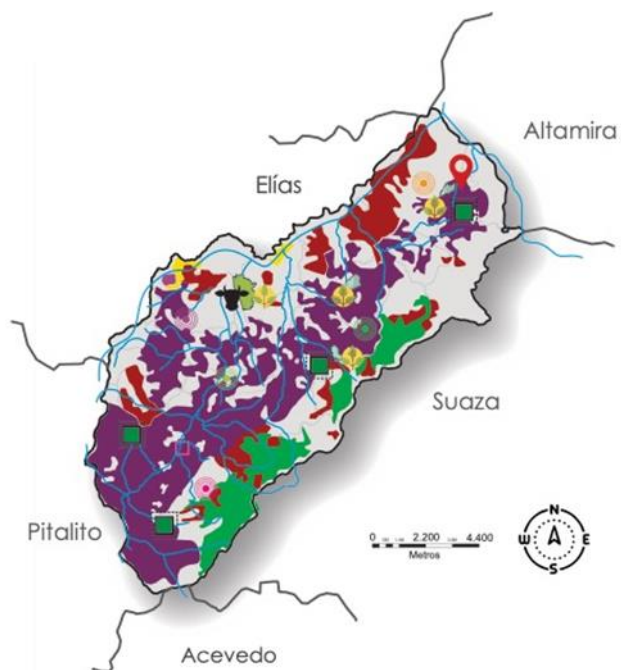 Altamira
Elías
Suaza
Pitalito
0 2.200 4.400
Metros
N
W A E
S
Acevedo